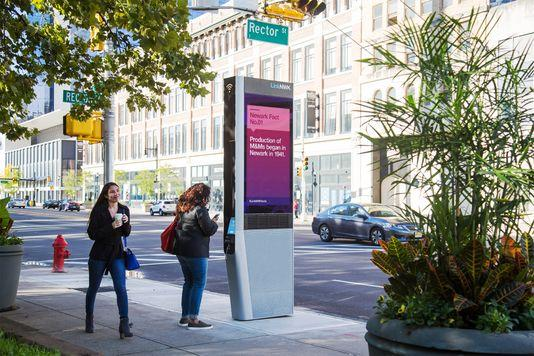 Rector St
LinkNWK
Newark Fact
No.01
Production of
M&Ms began in
Newark in 1941.